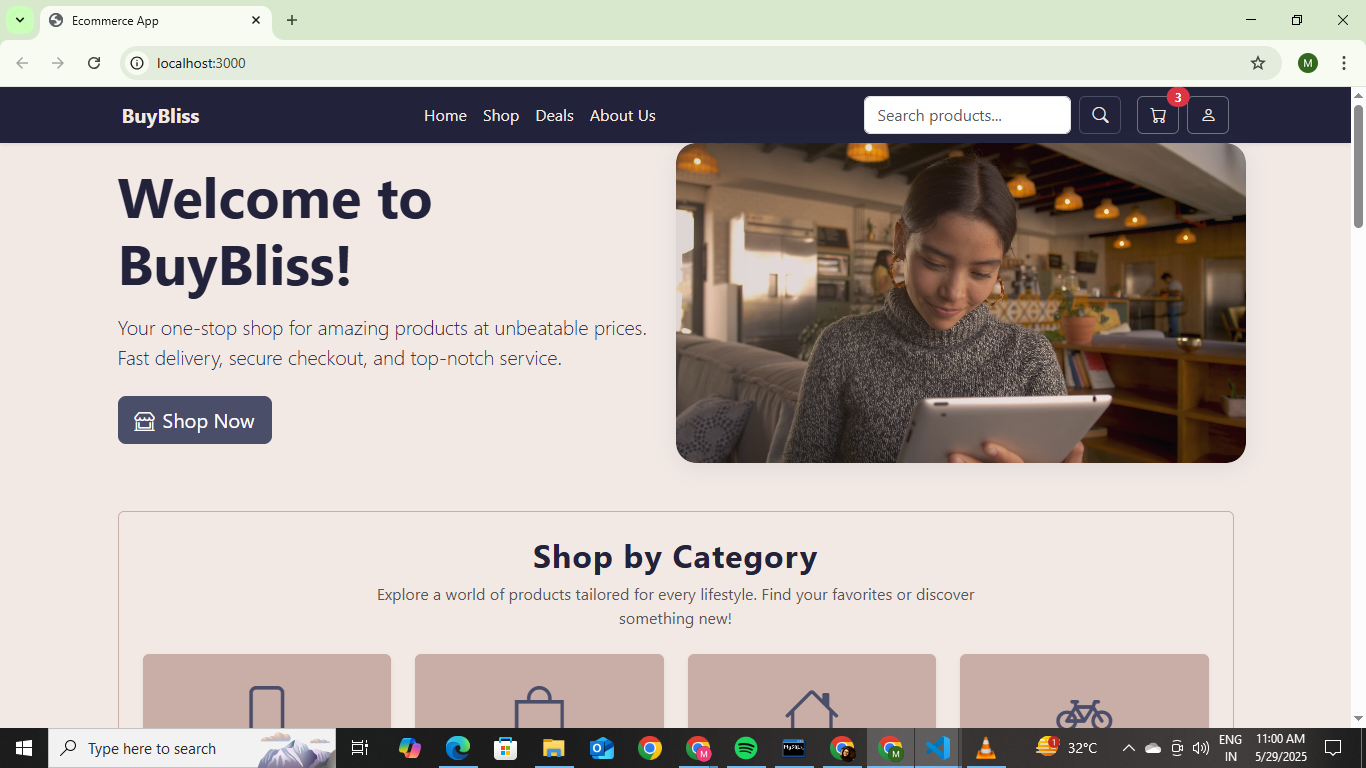 Ecommerce App
localhost:3000
M
BuyBliss
Home
Shop
Deals
About Us
Search products...
3
Welcome to
BuyBliss!
Your one-stop shop for amazing products at unbeatable prices.
Fast delivery, secure checkout, and top-notch service.
Shop Now
Shop by Category
Explore a world of products tailored for every lifestyle. Find your favorites or discover
something new!
Type here to search
M
MySQL
M
1
32°C
ENG
IN
11:00 AM
5/29/2025